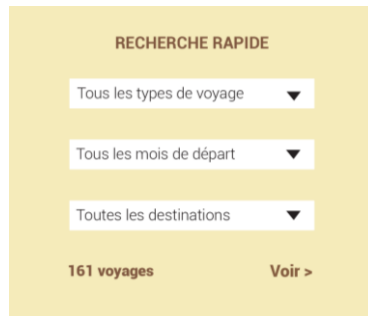 RECHERCHE RAPIDE
Tous les types de voyage
Tous les mois de départ
Toutes les destinations
161 voyages Voir >